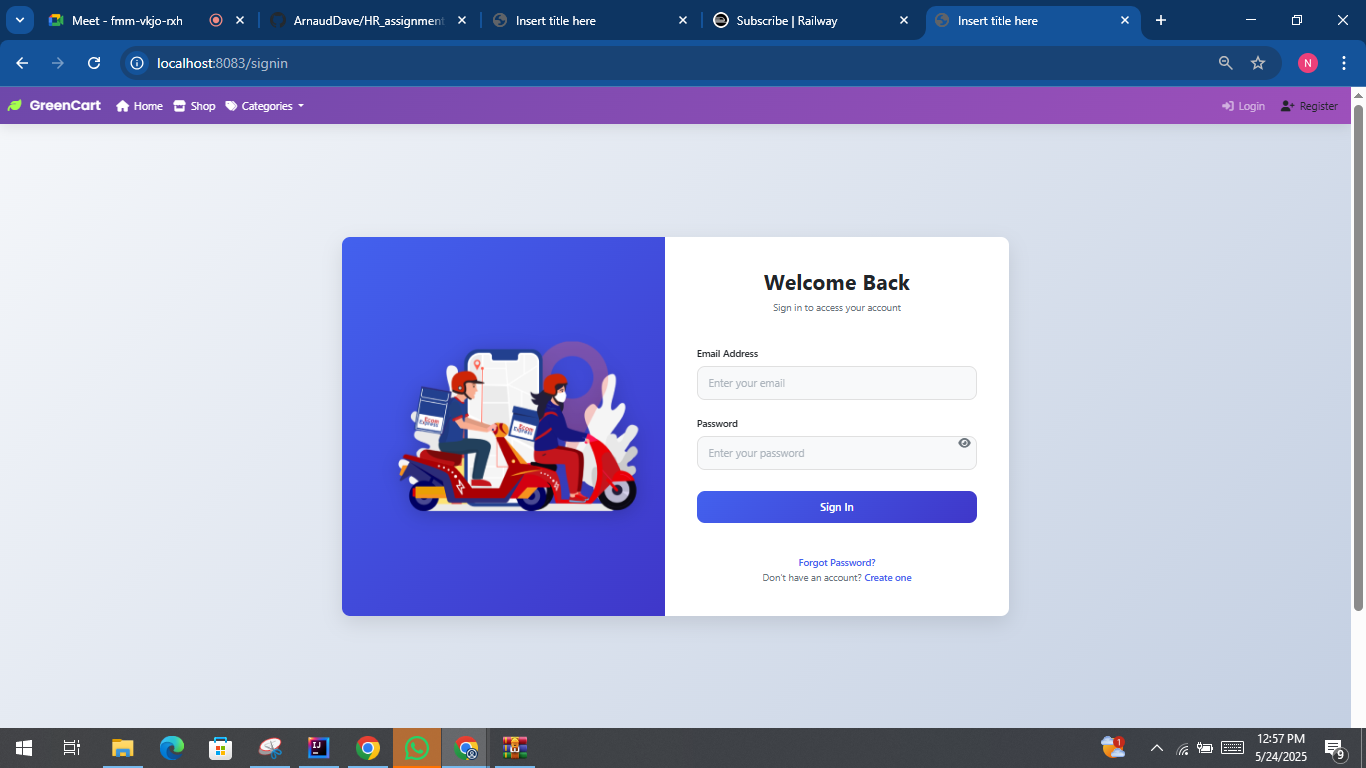 Meet - fmm-vkjo-rxh
ArnaudDave/HR_assignment
Insert title here
Subscribe | Railway
Insert title here
localhost:8083/signin
N
GreenCart
Home
Shop
Categories
Login
Register
Welcome Back
Sign in to access your account
Email Address
Enter your email
Password
Enter your password
Sign In
Forgot Password?
Don't have an account? Create one
IJ
1
12:57 PM
5/24/2025
9